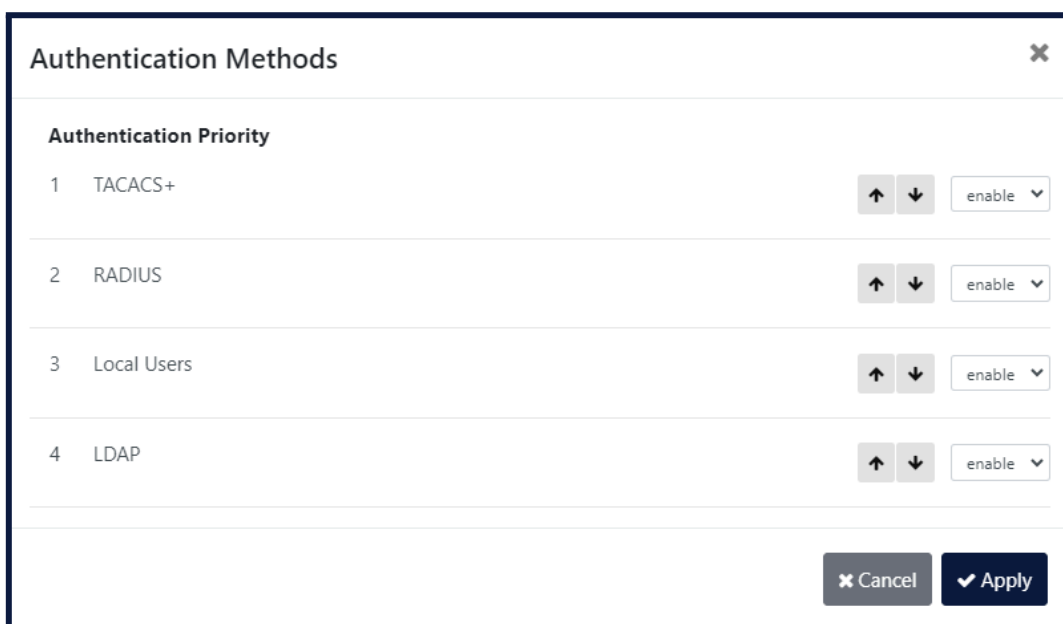 Authentication Methods
Authentication Priority
1 TACACS+ enable
2 RADIUS enable
3 Local Users enable
4 LDAP enable
Cancel Apply